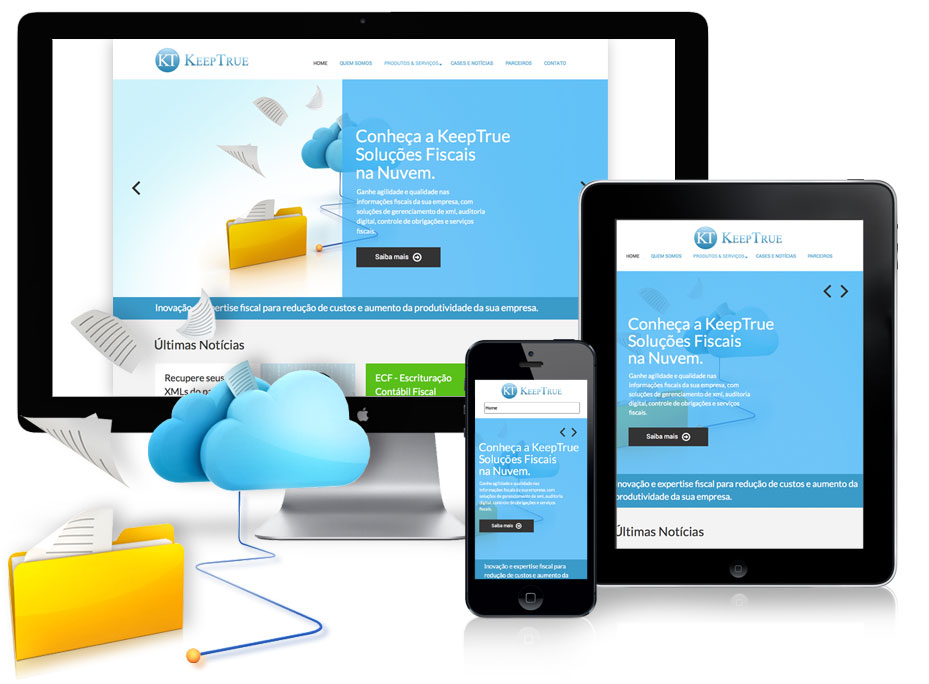 KT KEEPTRUE
HOME QUEM SOMOS PRODUTOS & SERVIÇOS CASES E NOTÍCIAS PARCEIROS CONTATO
Conheça a KeepTrue
Soluções Fiscais
na Nuvem.
Ganhe agilidade e qualidade nas
informações fiscais da sua empresa, com
soluções de gerenciamento de xml, auditoria
digital, controle de obrigações e serviços
fiscais.
Saiba mais
Inovação e expertise fiscal para redução de custos e aumento da produtividade da sua empresa.
Últimas Notícias
Recupere seus
XMLs do
ECF - Escrituração
Contábil Fiscal
KT KEEPTRUE
Home
Conheça a KeepTrue
Soluções Fiscais
na Nuvem.
Ganhe agilidade e qualidade nas
informações fiscais da sua empresa, com
soluções de gerenciamento de xml, auditoria
digital, controle de obrigações e serviços
fiscais.
Saiba mais
Inovação e expertise fiscal para
redução de custos e aumento da
KT KEEPTRUE
HOME QUEM SOMOS PRODUTOS & SERVIÇOS CASES E NOTÍCIAS PARCEIROS
Conheça a KeepTrue
Soluções Fiscais
na Nuvem.
Ganhe agilidade e qualidade nas
informações fiscais da sua empresa, com
soluções de gerenciamento de xml, auditoria
digital, controle de obrigações e serviços
fiscais.
Saiba mais
novação e expertise fiscal para redução de custos e aumento da
produtividade da sua empresa.
Últimas Notícias